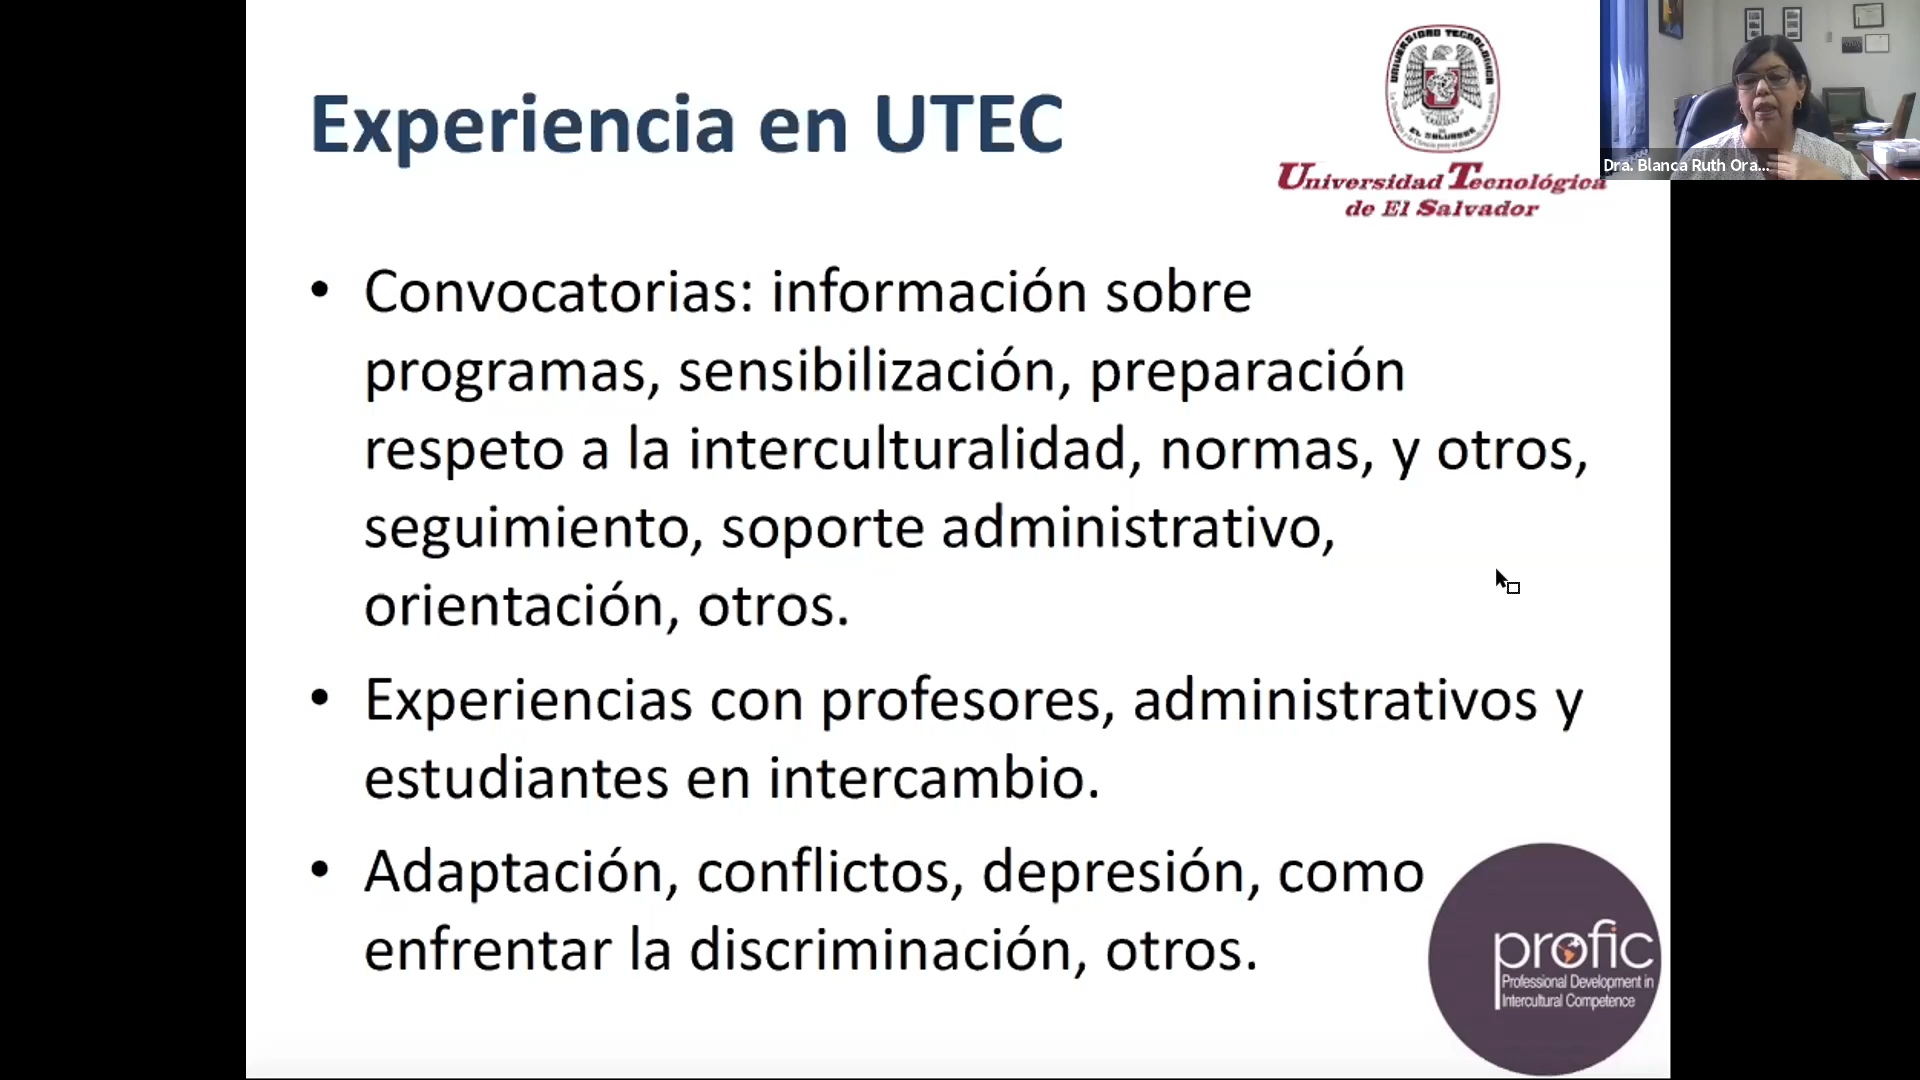 Experiencia en UTEC
UNIVERSIDAD TECNOLOGICA
EL SALVADOR
Universidad Tecnológica
de El Salvador
Dra. Blanca Ruth Ora...
• Convocatorias: información sobre
programas, sensibilización, preparación
respeto a la interculturalidad, normas, y otros,
seguimiento, soporte administrativo,
orientación, otros.
• Experiencias con profesores, administrativos y
estudiantes en intercambio.
• Adaptación, conflictos, depresión, como
enfrentar la discriminación, otros.
profic
Professional Development in
Intercultural Competence